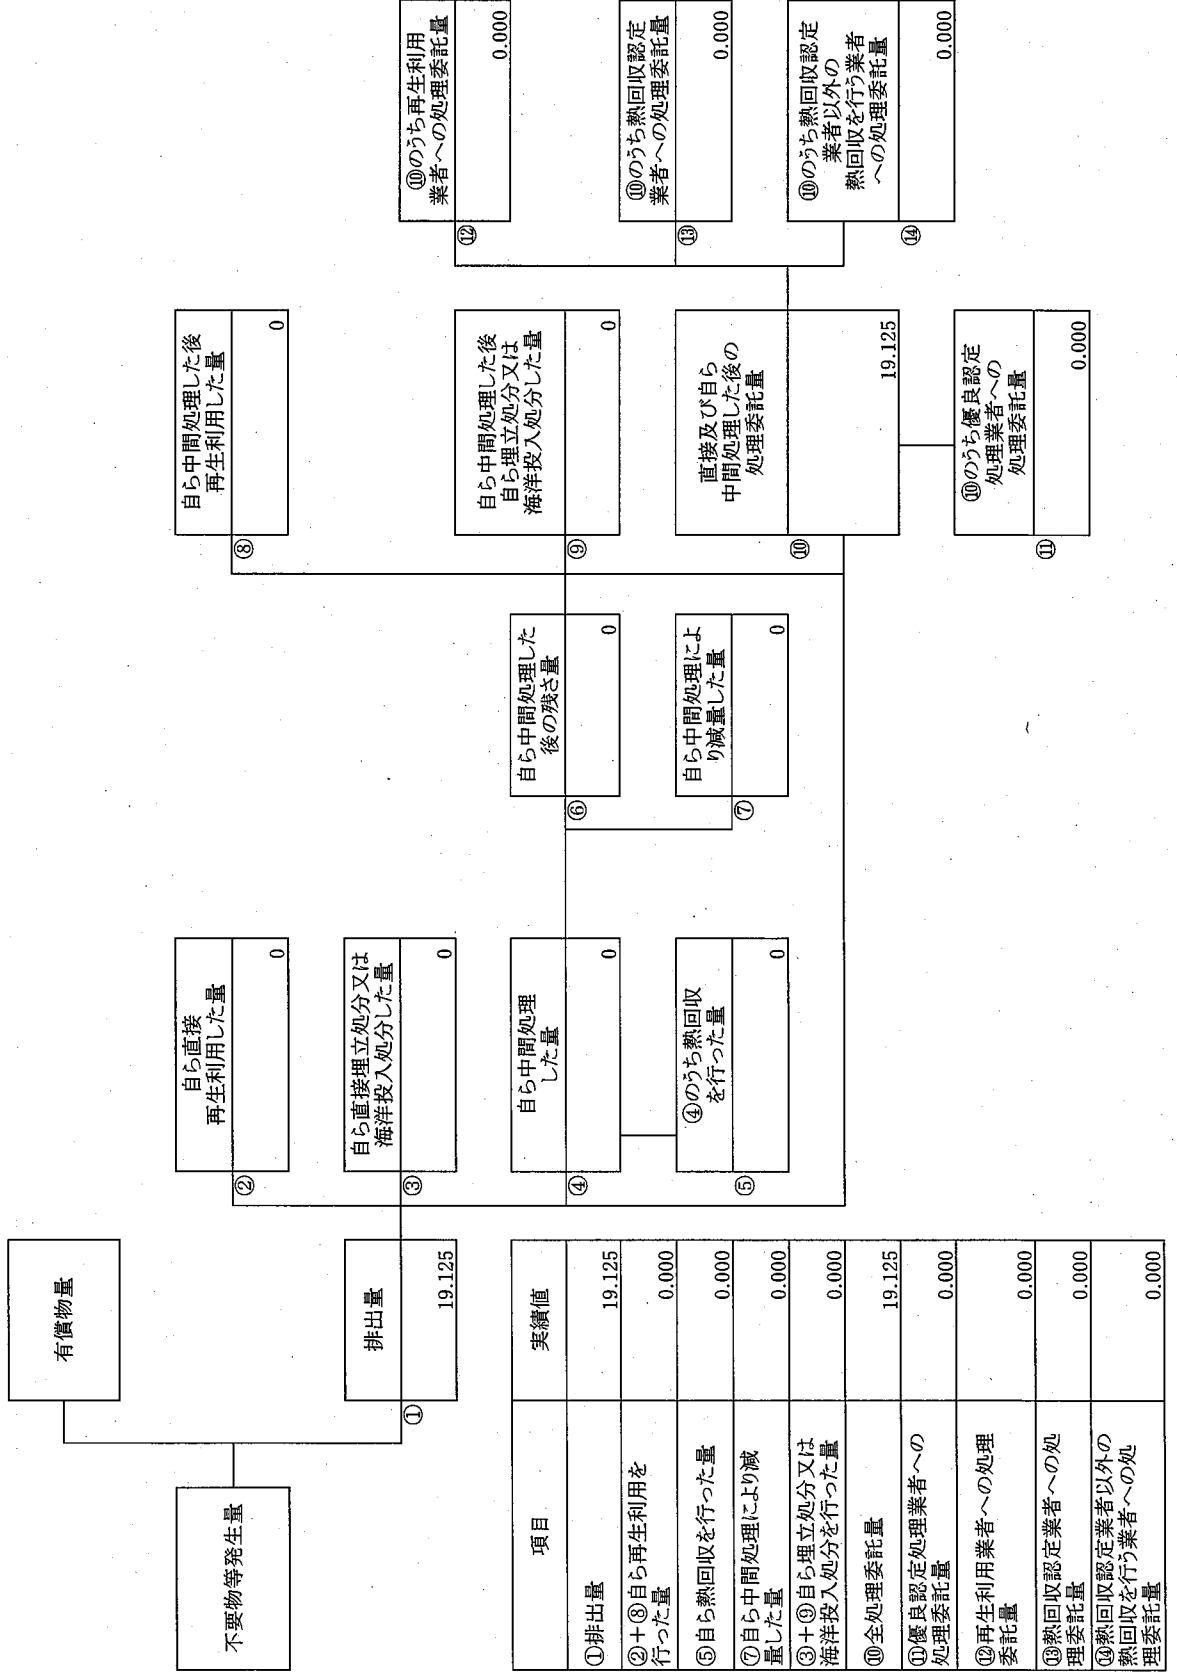 有償物量
不要物等発生量
排出量
①
19.125
自ら直接
再生利用した量
②
0
自ら直接埋立処分又は
海洋投入処分した量
③
0
自ら中間処理
した量
④
0
④のうち熱回収
を行った量
⑤
0
自ら中間処理した
後の残さ量
⑥
0
自ら中間処理によ
り減量した量
⑦
0
自ら中間処理した後
再生利用した量
⑧
0
自ら中間処理した後
自ら埋立処分又は
海洋投入処分した量
⑨
0
直接及び自ら
中間処理した後の
処理委託量
⑩
19.125
⑩のうち優良認定
処理業者への
処理委託量
⑪
0.000
⑩のうち再生利用
業者への処理委託量
⑫
0.000
⑩のうち熱回収認定
業者への処理委託量
⑬
0.000
⑩のうち熱回収認定
業者以外の
熱回収を行う業者
への処理委託量
⑭
0.000
項目 実績値
①排出量 19.125
②+⑧自ら再生利用を
行った量 0.000
⑤自ら熱回収を行った量 0.000
⑦自ら中間処理により減
量した量 0.000
③+⑨自ら埋立処分又は
海洋投入処分を行った量 0.000
⑩全処理委託量 19.125
⑪優良認定処理業者への
処理委託量 0.000
⑫再生利用業者への処理
委託量 0.000
⑬熱回収認定業者への処
理委託量 0.000
⑭熱回収認定業者以外の
熱回収を行う業者への処
理委託量 0.000